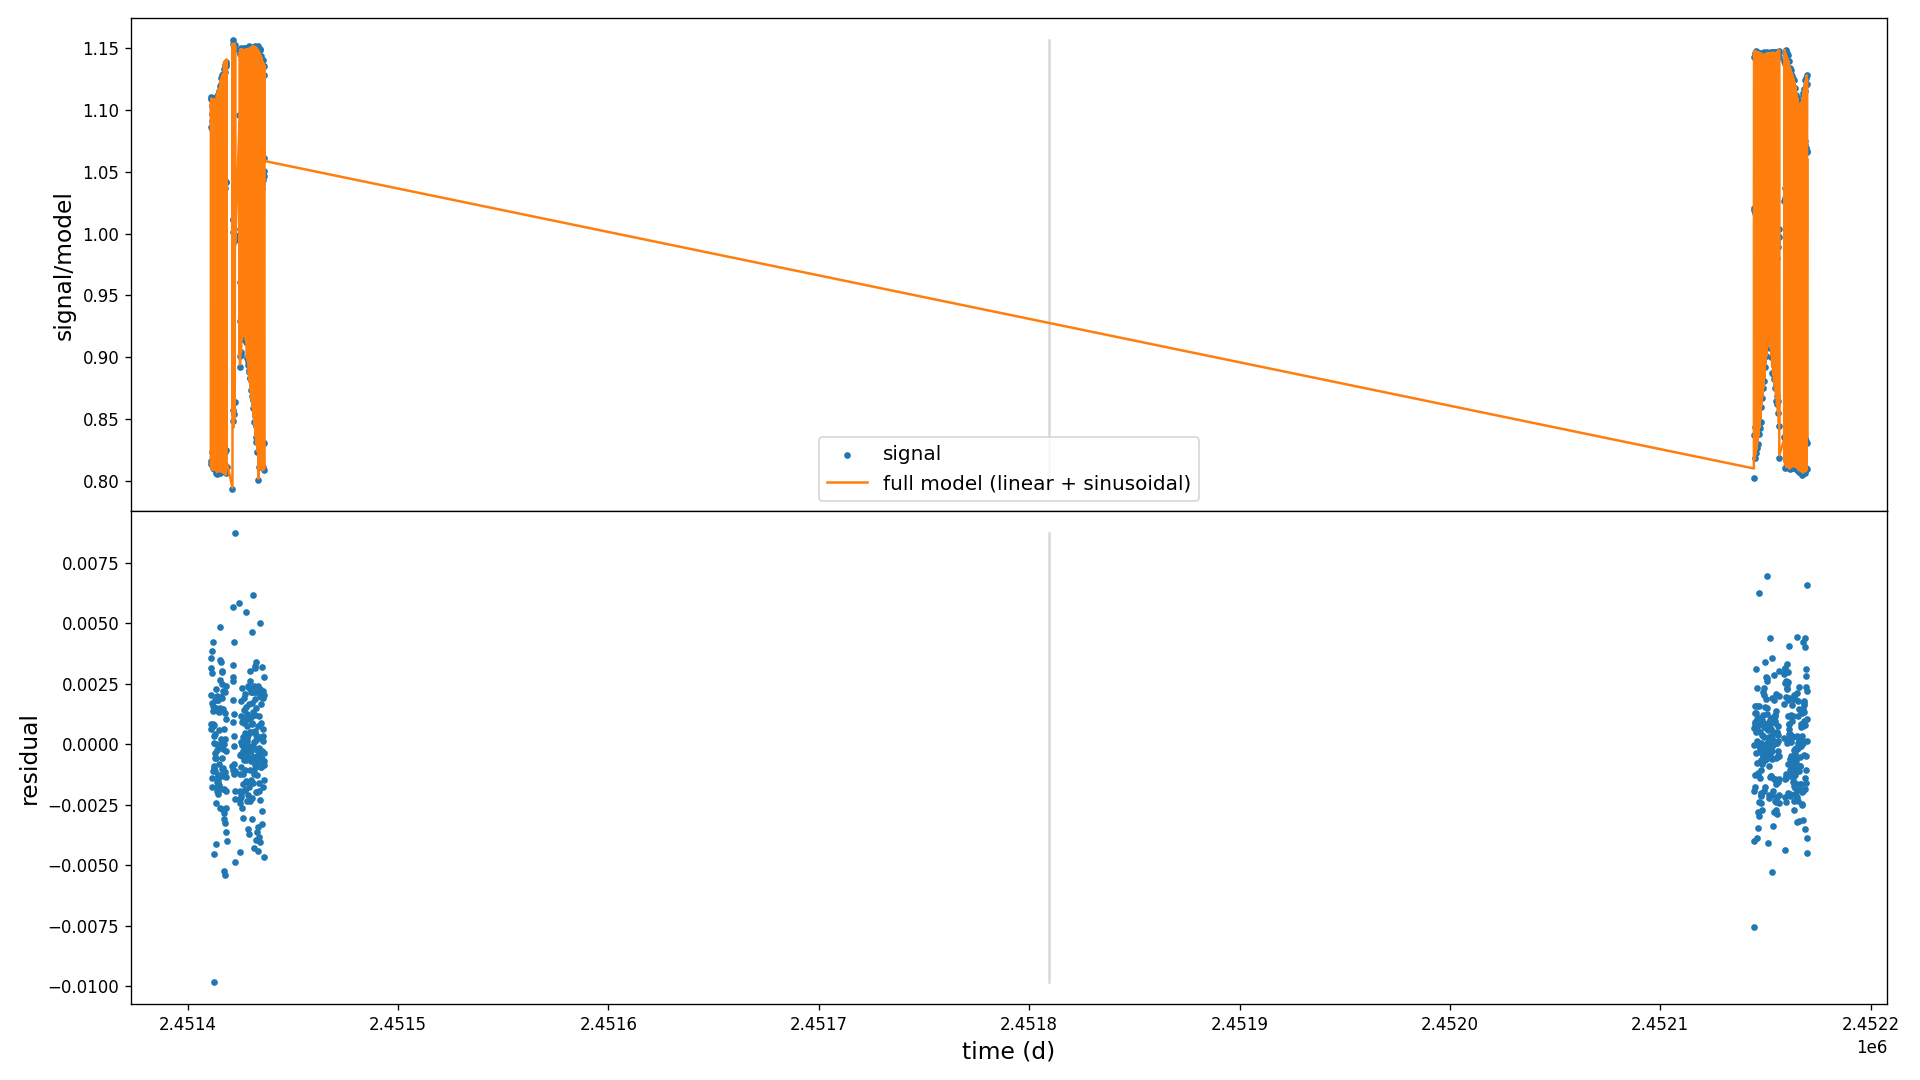 1.15
1.10
1.05
1.00
0.95
0.90
0.85
0.80
signal/model
signal
full model (linear + sinusoidal)
0.0075
0.0050
0.0025
0.0000
−0.0025
−0.0050
−0.0075
−0.0100
residual
2.4514 2.4515 2.4516 2.4517 2.4518 2.4519 2.4520 2.4521 2.4522
time (d)
1e6